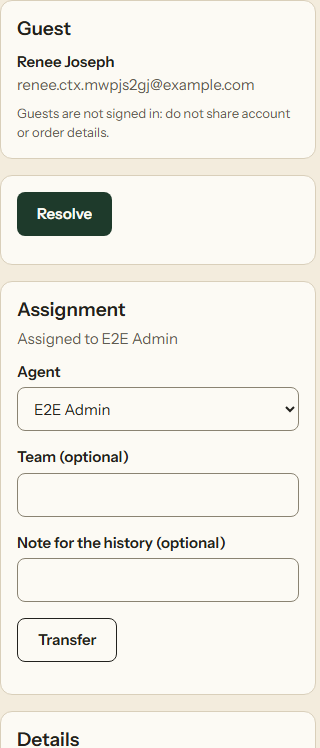 Guest
Renee Joseph
renee.ctx.mwpjs2gj@example.com
Guests are not signed in: do not share account
or order details.
Resolve
Assignment
Assigned to E2E Admin
Agent
E2E Admin
Team (optional)
Note for the history (optional)
Transfer
Details